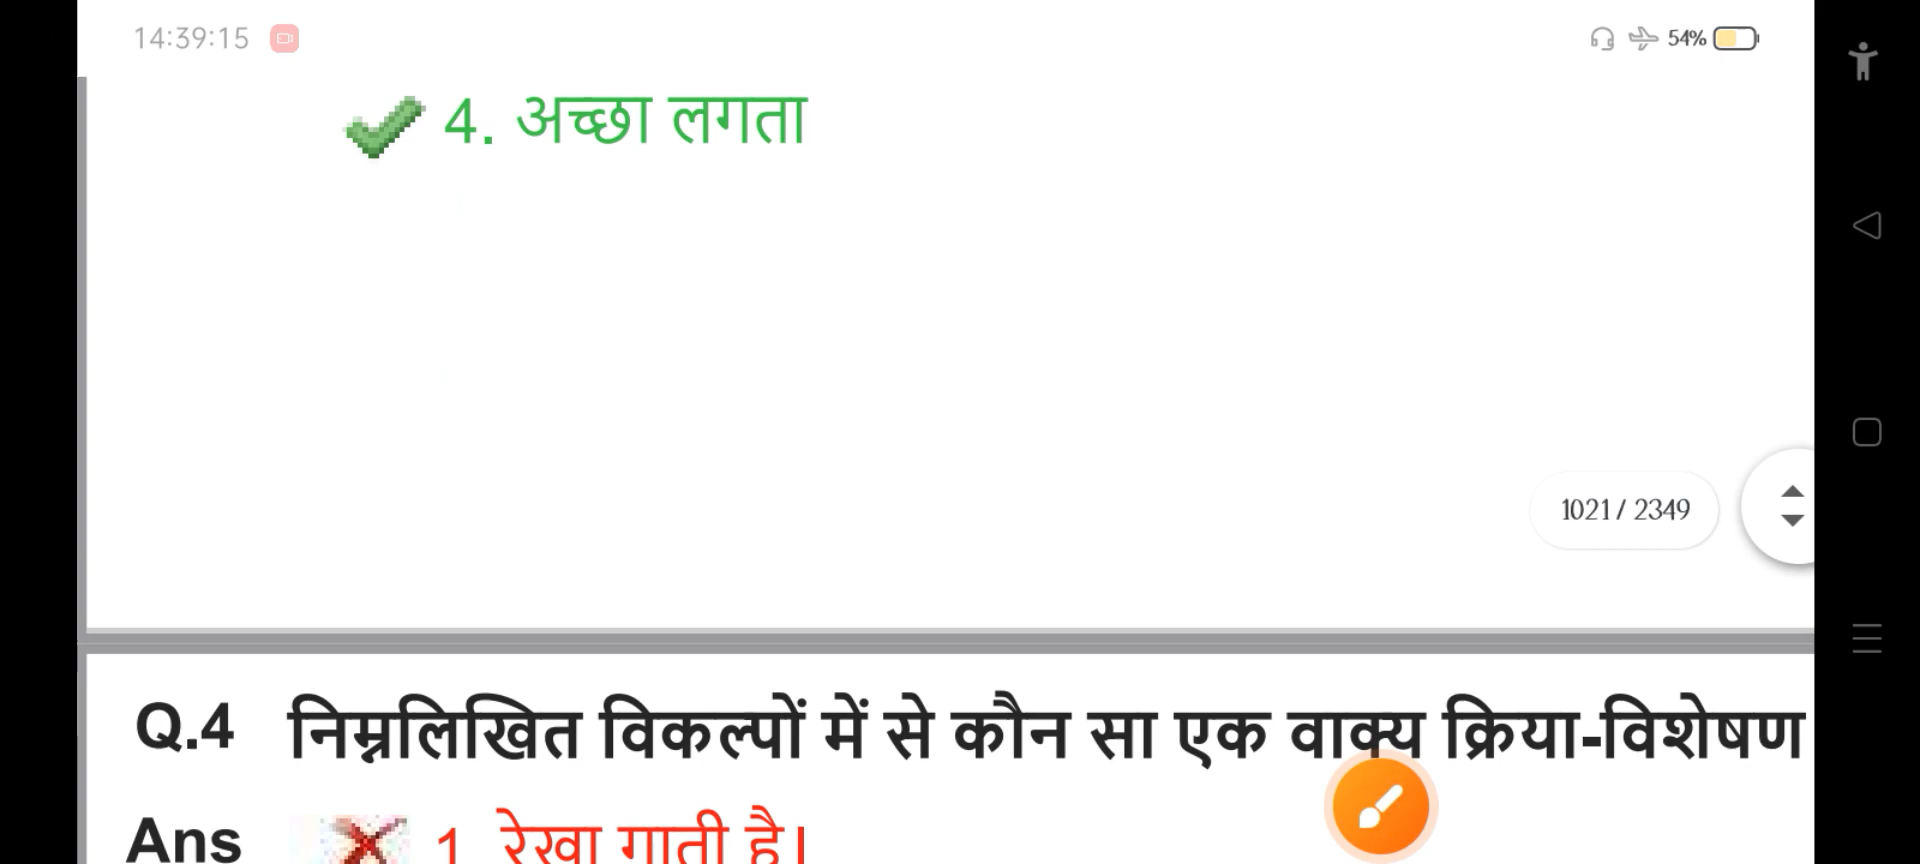 14:39:15
54%
4. अच्छा लगता
1021 / 2349
Q.4 निम्नलिखित विकल्पों में से कौन सा एक वाक्य क्रिया-विशेषण
Ans 1 रेखा गाती है।